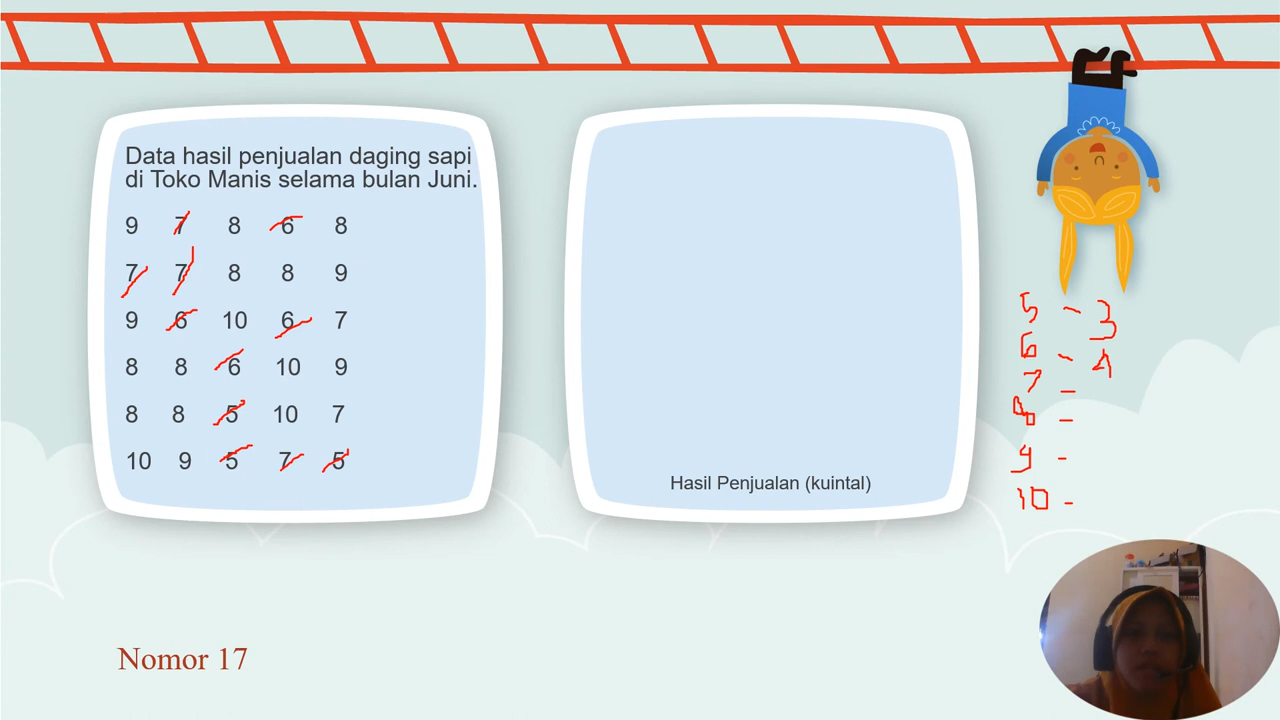 Data hasil penjualan daging sapi
di Toko Manis selama bulan Juni.
9 7 8 6 8
7 7 8 8 9
9 6 10 6 7
8 8 6 10 9
8 8 5 10 7
10 9 5 7 5
Hasil Penjualan (kuintal)
5 - 3
6 - 4
7 -
8 -
9 -
10 -
Nomor 17